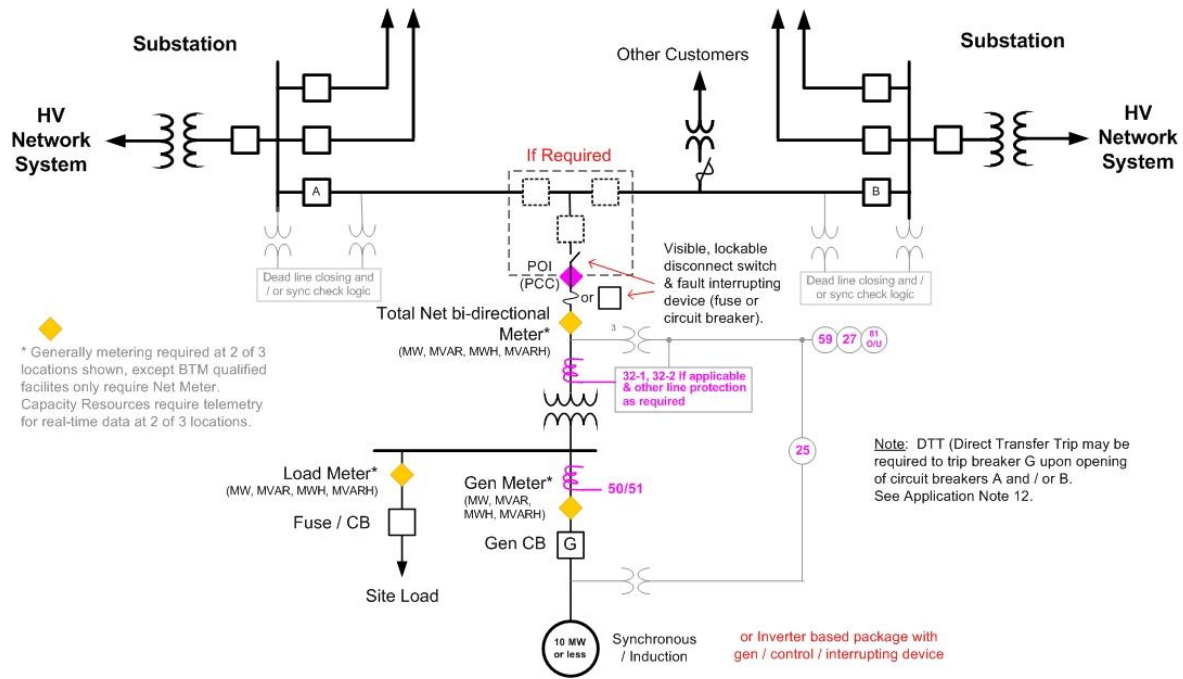 Substation
Substation
Other Customers
HV
Network
System
HV
Network
System
If Required
A
B
Dead line closing and
/ or sync check logic
Dead line closing and /
or sync check logic
POI
(PCC)
or
Visible, lockable
disconnect switch
& fault interrupting
device (fuse or
circuit breaker).
Total Net bi-directional
Meter*
(MW, MVAR, MWH, MVARH)
3
59
27
81
O/U
* Generally metering required at 2 of 3
locations shown, except BTM qualified
facilites only require Net Meter.
Capacity Resources require telemetry
for real-time data at 2 of 3 locations.
32-1, 32-2 If applicable
& other line protection
as required
25
Note: DTT (Direct Transfer Trip may be
required to trip breaker G upon opening
of circuit breakers A and / or B.
See Application Note 12.
Load Meter*
(MW, MVAR, MWH, MVARH)
Gen Meter*
(MW, MVAR,
MWH, MVARH)
50/51
Fuse / CB
Gen CB
G
Site Load
10 MW
or less
Synchronous
/ Induction
or Inverter based package with
gen / control / interrupting device